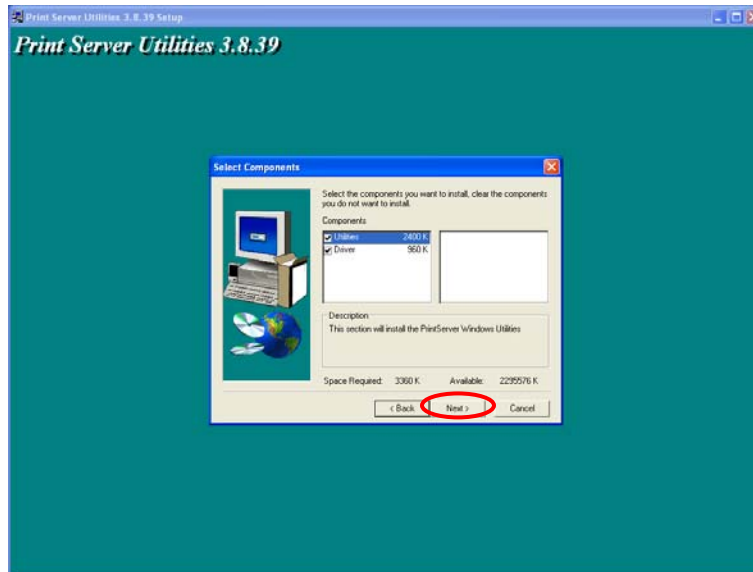 Print Server Utilities 3.8.39 Setup
Print Server Utilities 3.8.39
Select Components
Select the components you want to install, clear the components
you do not want to install.
Components
Utilities 2400 K
Driver 960 K
Description
This section will install the PrintServer Windows Utilities
Space Required: 3360 K Available: 2295576 K
< Back Next > Cancel